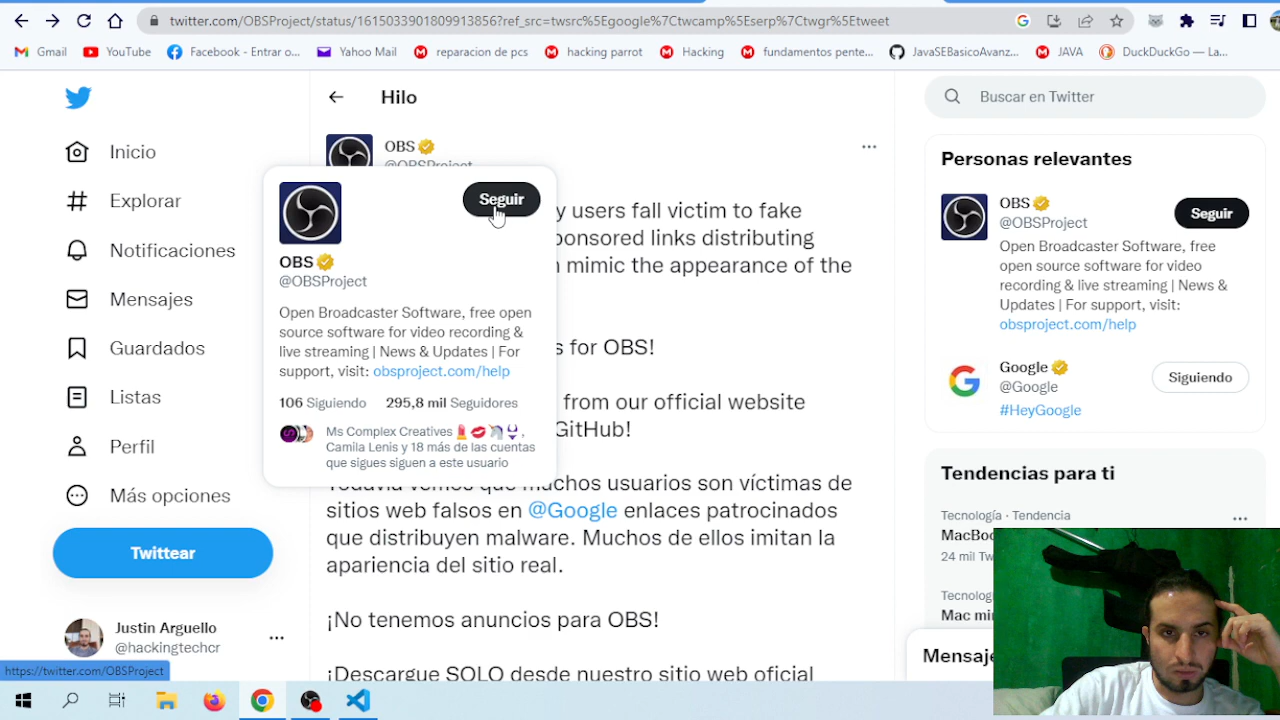 twitter.com/OBSProject/status/1615033901809913856?ref_src=twsrc%5Egoogle%7Ctwcamp%5Eserp%7Ctwgr%5Etweet
Gmail
YouTube
Facebook - Entrar o...
Yahoo Mail
reparacion de pcs
hacking parrot
Hacking
fundamentos pente...
JavaSEBasicoAvanz...
JAVA
DuckDuckGo — La...
Inicio
Explorar
Notificaciones
Mensajes
Guardados
Listas
Perfil
Más opciones
Twittear
Justin Arguello
@hackingtechcr
https://twitter.com/OBSProject
Hilo
OBS
@OBSProject
Seguir
OBS
@OBSProject
Open Broadcaster Software, free open
source software for video recording &
live streaming | News & Updates | For
support, visit: obsproject.com/help
106 Siguiendo 295,8 mil Seguidores
Ms Complex Creatives 💄💋🦄,
Camila Lenis y 18 más de las cuentas
que sigues siguen a este usuario
y users fall victim to fake
ponsored links distributing
mimic the appearance of the
s for OBS!
from our official website
GitHub!
Todavía vemos que muchos usuarios son víctimas de
sitios web falsos en @Google enlaces patrocinados
que distribuyen malware. Muchos de ellos imitan la
apariencia del sitio real.
¡No tenemos anuncios para OBS!
¡Descargue SOLO desde nuestro sitio web oficial
Buscar en Twitter
Personas relevantes
OBS
@OBSProject
Seguir
Open Broadcaster Software, free
open source software for video
recording & live streaming | News &
Updates | For support, visit:
obsproject.com/help
Google
@Google
Siguiendo
#HeyGoogle
Tendencias para ti
Tecnología · Tendencia
MacBo
24 mil Tw
Tecnolog
Mac min
Mensaje